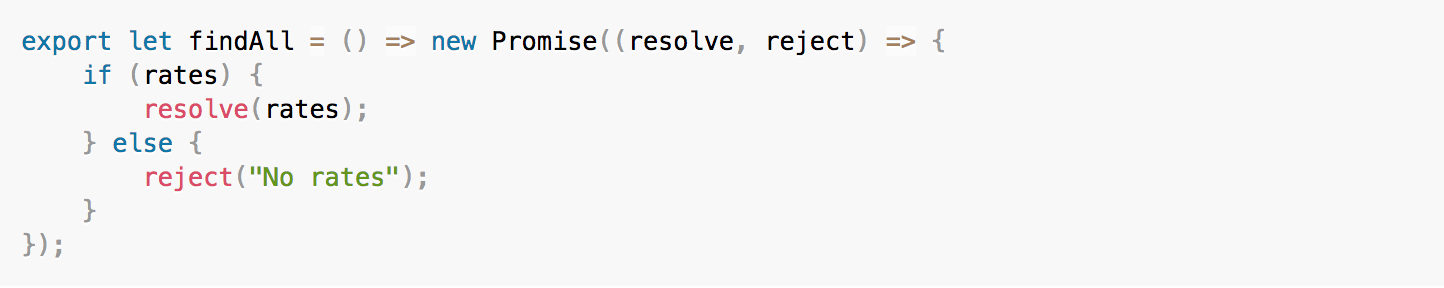 export let findAll = () => new Promise((resolve, reject) => {
    if (rates) {
        resolve(rates);
    } else {
        reject("No rates");
    }
});